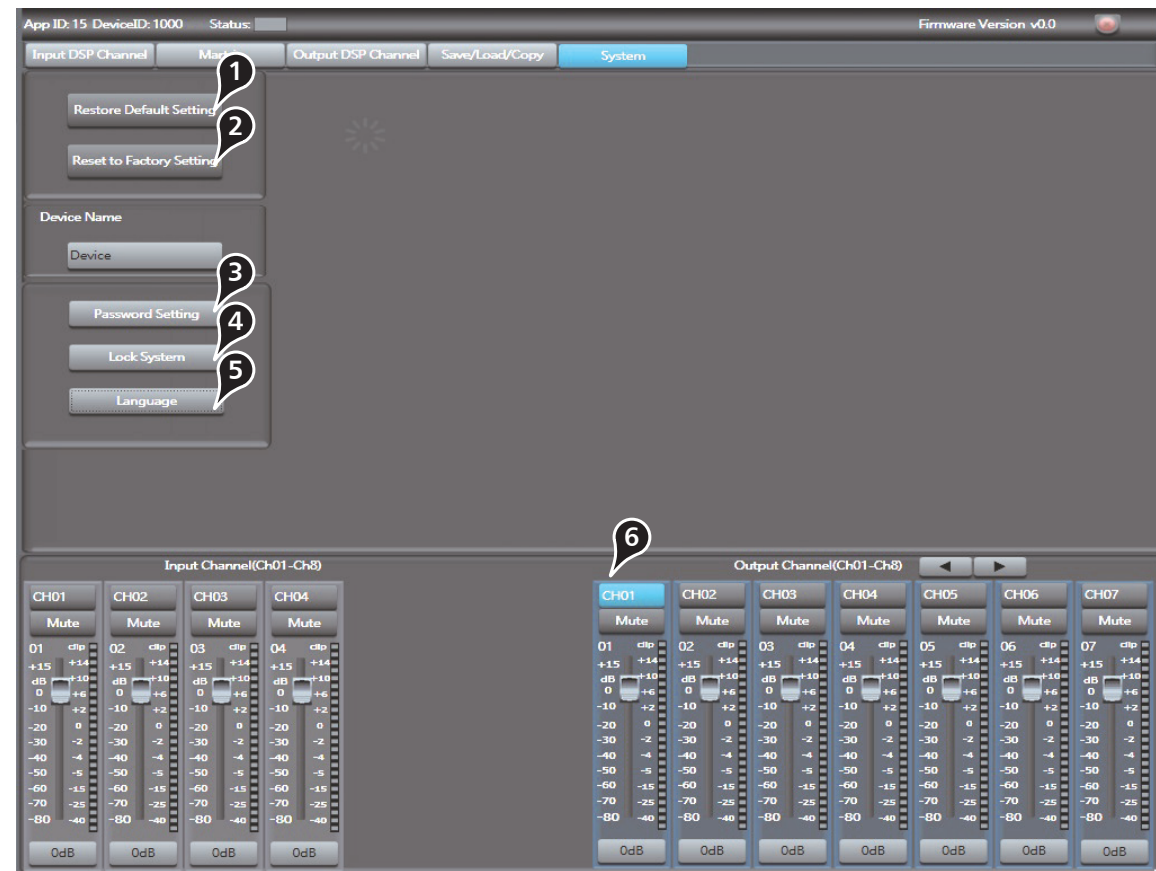 App ID: 15 DeviceID: 1000 Status: Firmware Version v0.0
Input DSP Channel Output DSP Channel Save/Load/Copy System
1
Restore Default Setting
2
Reset to Factory Setting
Device Name
Device
3
Password Setting
4
Lock System
5
Language
6
Input Channel(Ch01-Ch8) Output Channel(Ch01-Ch8)
CH01 CH02 CH03 CH04 CH01 CH02 CH03 CH04 CH05 CH06 CH07
Mute Mute Mute Mute Mute Mute Mute Mute Mute Mute Mute
01 clip 02 clip 03 clip 04 clip 01 clip 02 clip 03 clip 04 clip 05 clip 06 clip 07 clip
+15 +14 +15 +14 +15 +14 +15 +14 +15 +14 +15 +14 +15 +14 +15 +14 +15 +14 +15 +14 +15 +14
dB +10 dB +10 dB +10 dB +10 dB +10 dB +10 dB +10 dB +10 dB +10 dB +10 dB +10
0 +6 0 +6 0 +6 0 +6 0 +6 0 +6 0 +6 0 +6 0 +6 0 +6 0 +6
-10 +2 -10 +2 -10 +2 -10 +2 -10 +2 -10 +2 -10 +2 -10 +2 -10 +2 -10 +2 -10 +2
-20 0 -20 0 -20 0 -20 0 -20 0 -20 0 -20 0 -20 0 -20 0 -20 0 -20 0
-30 -2 -30 -2 -30 -2 -30 -2 -30 -2 -30 -2 -30 -2 -30 -2 -30 -2 -30 -2 -30 -2
-40 -4 -40 -4 -40 -4 -40 -4 -40 -4 -40 -4 -40 -4 -40 -4 -40 -4 -40 -4 -40 -4
-50 -5 -50 -5 -50 -5 -50 -5 -50 -5 -50 -5 -50 -5 -50 -5 -50 -5 -50 -5 -50 -5
-60 -15 -60 -15 -60 -15 -60 -15 -60 -15 -60 -15 -60 -15 -60 -15 -60 -15 -60 -15 -60 -15
-70 -25 -70 -25 -70 -25 -70 -25 -70 -25 -70 -25 -70 -25 -70 -25 -70 -25 -70 -25 -70 -25
-80 -40 -80 -40 -80 -40 -80 -40 -80 -40 -80 -40 -80 -40 -80 -40 -80 -40 -80 -40 -80 -40
0dB 0dB 0dB 0dB 0dB 0dB 0dB 0dB 0dB 0dB 0dB